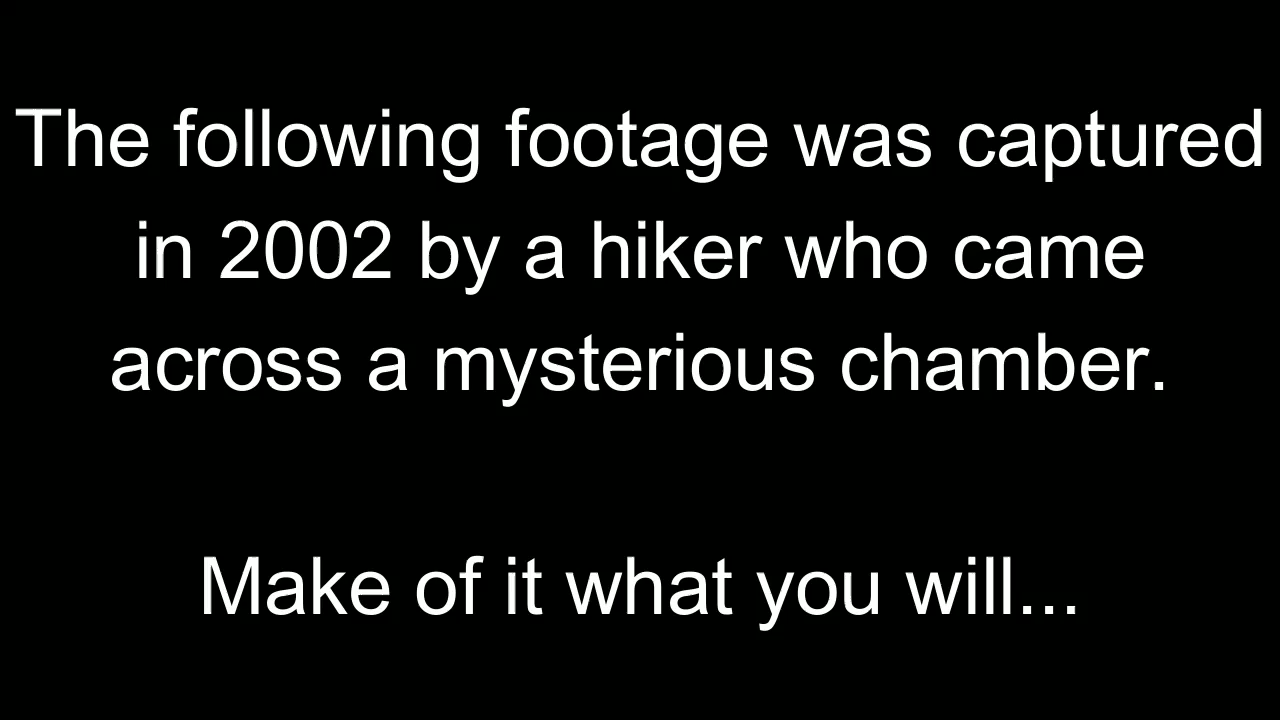 The following footage was captured
in 2002 by a hiker who came
across a mysterious chamber.
Make of it what you will...